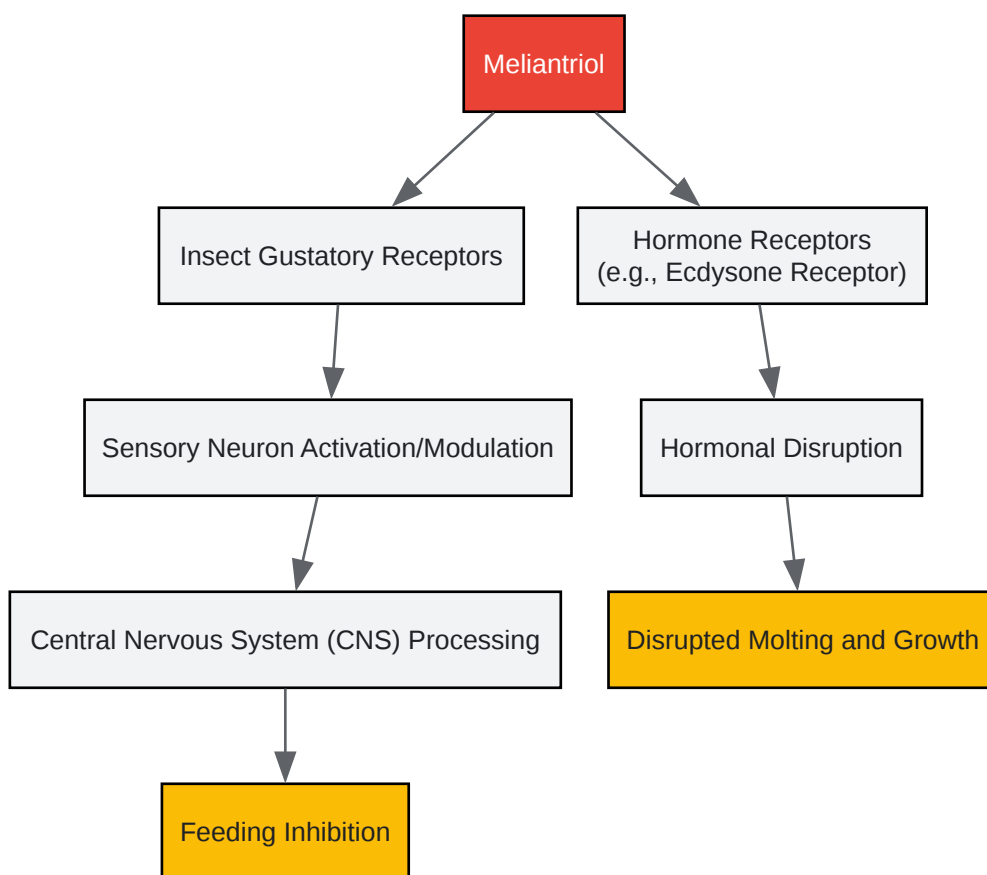 Meliantriol
Insect Gustatory Receptors
Hormone Receptors
(e.g., Ecdysone Receptor)
Sensory Neuron Activation/Modulation
Hormonal Disruption
Central Nervous System (CNS) Processing
Disrupted Molting and Growth
Feeding Inhibition